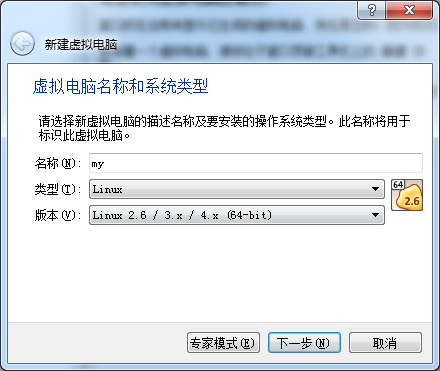 新建虚拟电脑
虚拟电脑名称和系统类型
请选择新虚拟电脑的描述名称及要安装的操作系统类型。此名称将用于
标识此虚拟电脑。
名称(N): my
类型(T): Linux
版本(V): Linux 2.6 / 3.x / 4.x (64-bit)
64
2.6
专家模式(E) 下一步(N) 取消